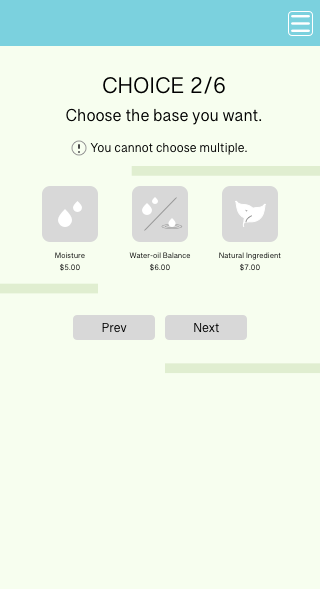 CHOICE 2/6
Choose the base you want.
You cannot choose multiple.
Moisture
$5.00
Water-oil Balance
$6.00
Natural Ingredient
$7.00
Prev
Next